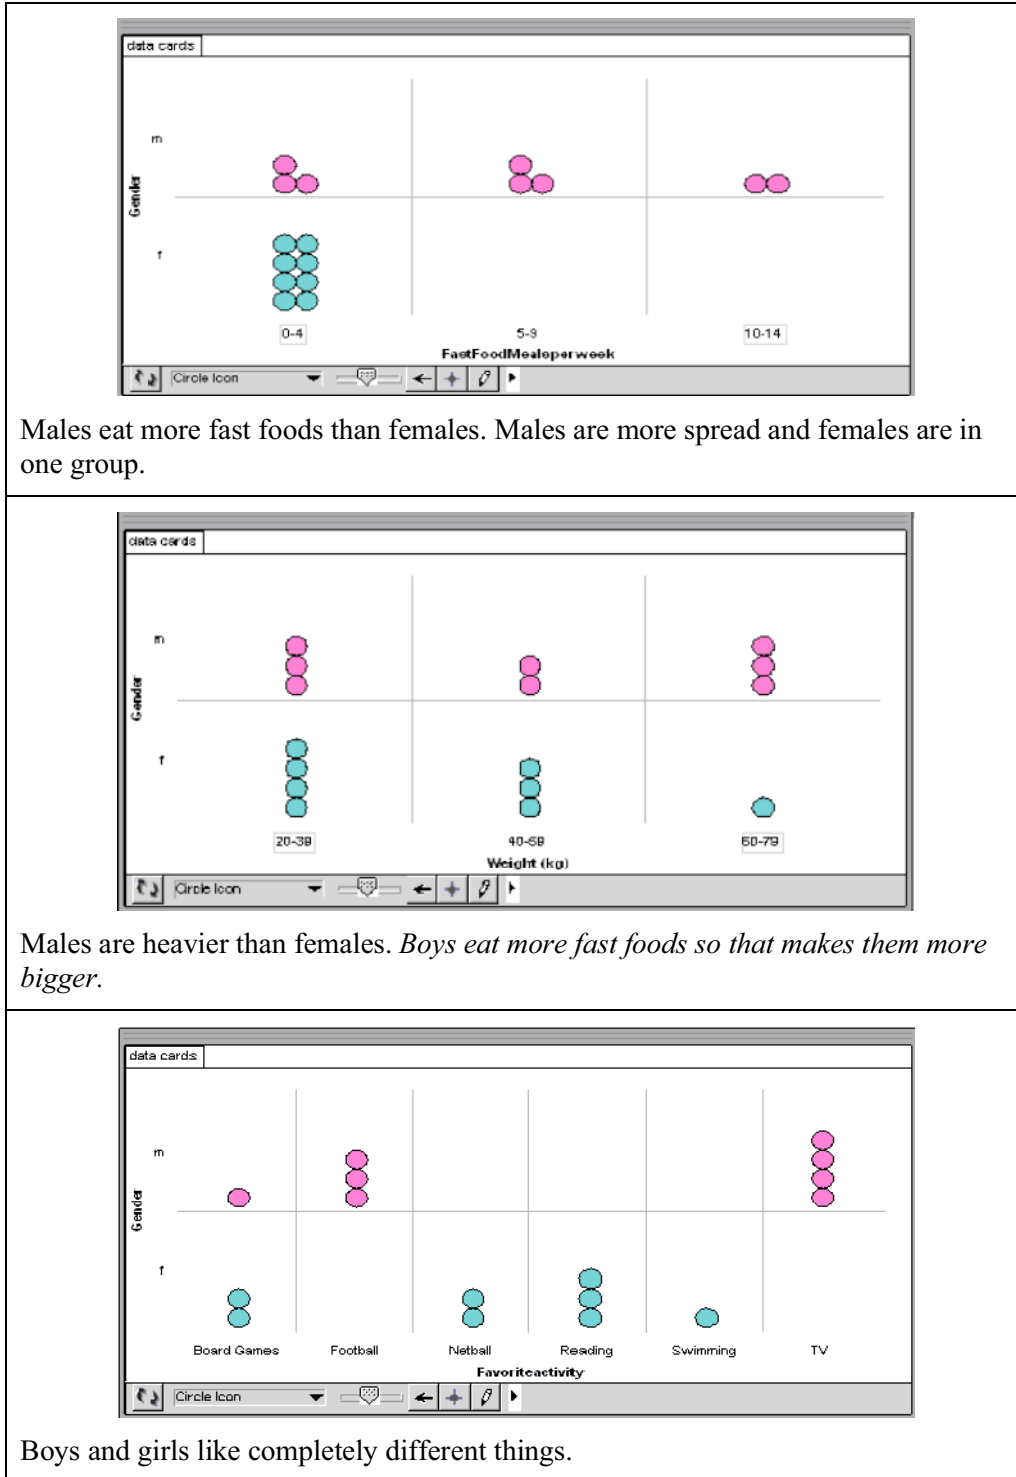 data cards
m
Gender
f
0-4 5-9 10-14
FastFoodMealsperweek
Circle Icon
Males eat more fast foods than females. Males are more spread and females are in
one group.
data cards
m
Gender
f
20-39 40-59 60-79
Weight (kg)
Circle Icon
Males are heavier than females. Boys eat more fast foods so that makes them more
bigger.
data cards
m
Gender
f
Board Games Football Netball Reading Swimming TV
Favoriteactivity
Circle Icon
Boys and girls like completely different things.